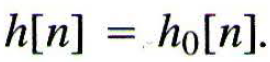 h[n] = h₀[n].